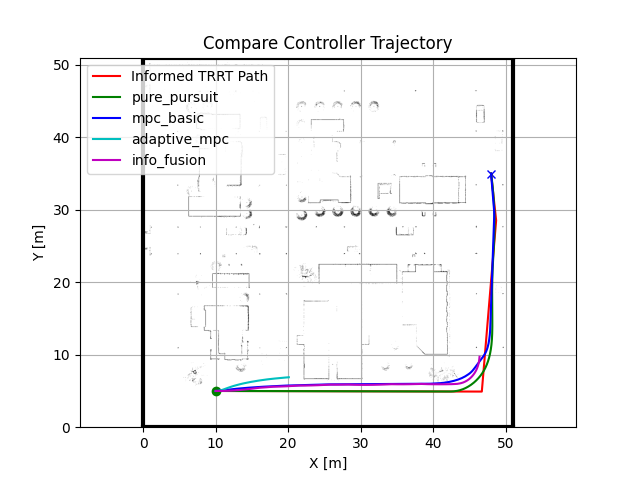 Compare Controller Trajectory
Informed TRRT Path
pure_pursuit
mpc_basic
adaptive_mpc
info_fusion
Y [m]
50
40
30
20
10
0
0 10 20 30 40 50
X [m]